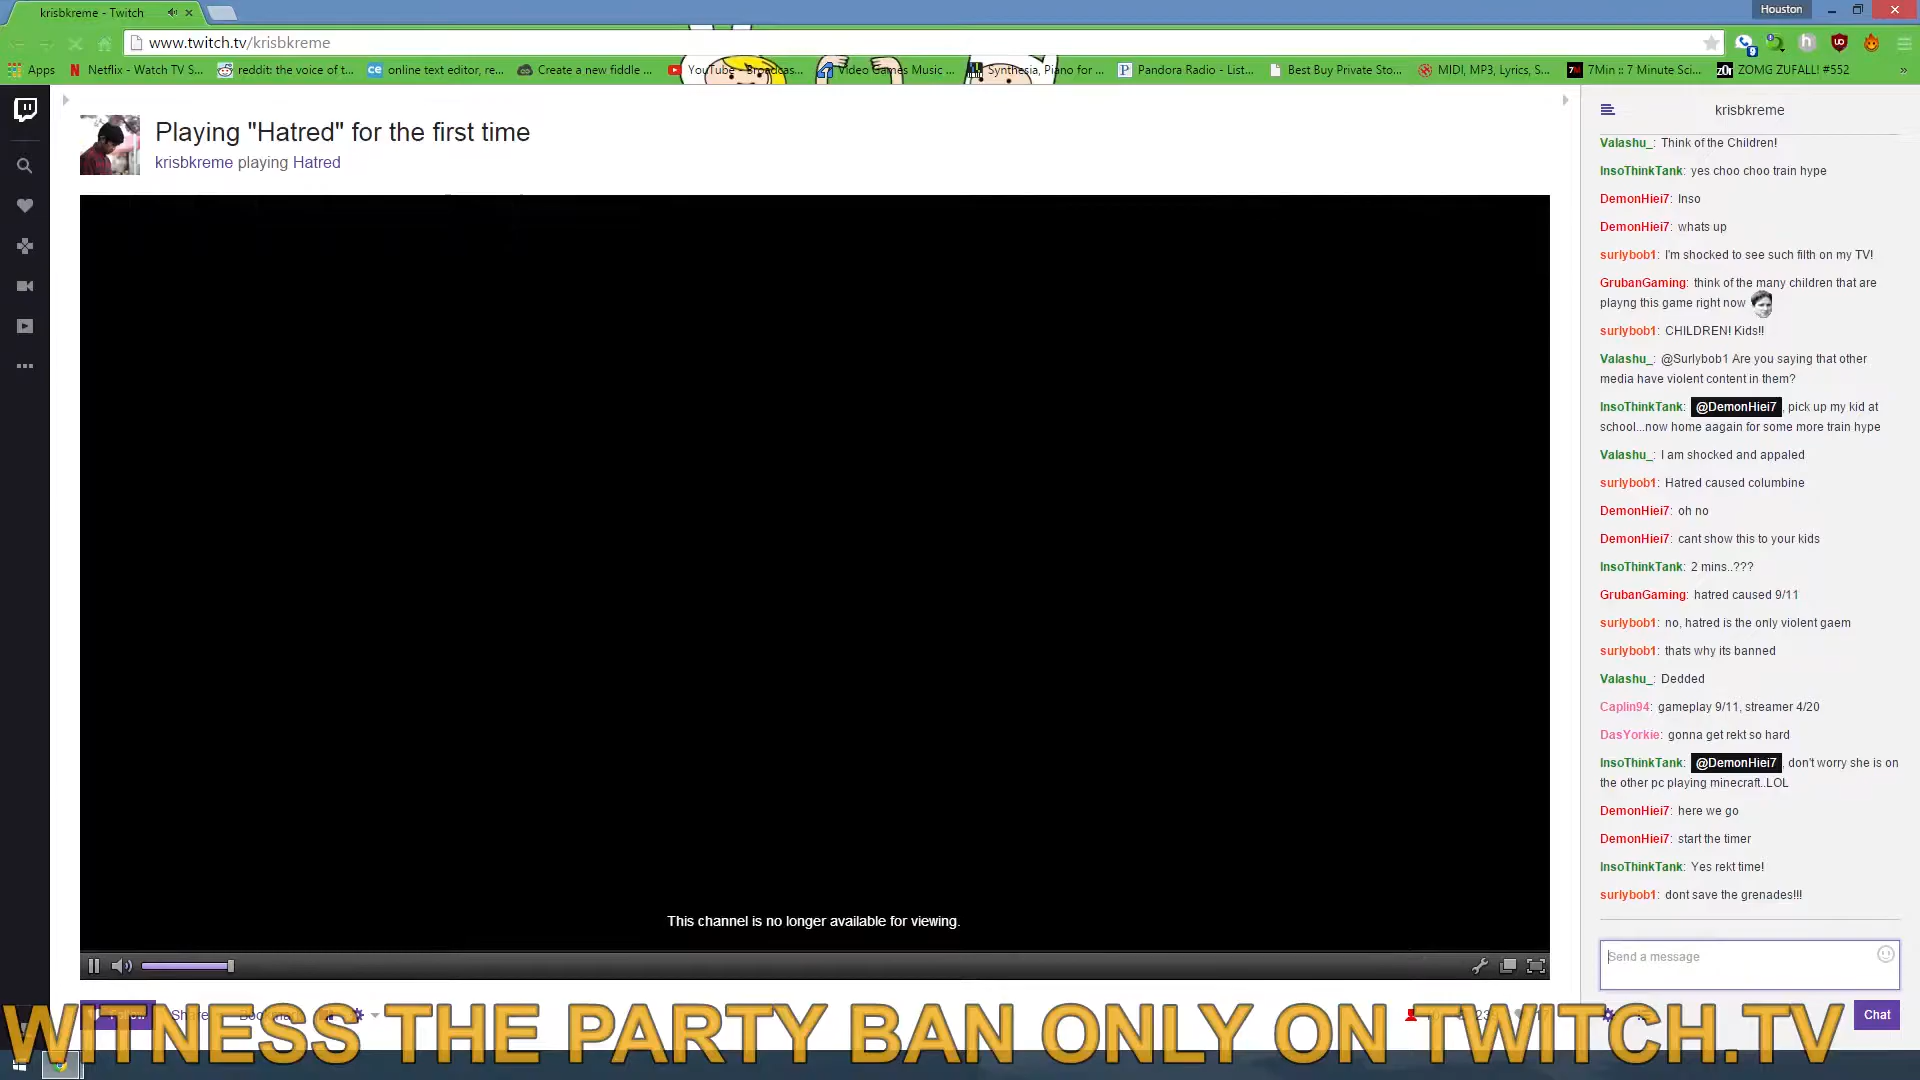 krisbkreme - Twitch
Houston
www.twitch.tv/krisbkreme
Apps
Netflix - Watch TV S...
reddit: the voice of t...
online text editor, re...
Create a new fiddle ...
YouTube - Broadcas...
Video Games Music ...
Synthesia, Piano for ...
Pandora Radio - List...
Best Buy Private Sto...
MIDI, MP3, Lyrics, S...
7Min :: 7 Minute Sci...
ZOMG ZUFALL! #552
Playing "Hatred" for the first time
krisbkreme playing Hatred
This channel is no longer available for viewing.
krisbkreme
Valashu_: Think of the Children!
InsoThinkTank: yes choo choo train hype
DemonHiei7: Inso
DemonHiei7: whats up
surlybob1: I'm shocked to see such filth on my TV!
GrubanGaming: think of the many children that are
playng this game right now
surlybob1: CHILDREN! Kids!!
Valashu_: @Surlybob1 Are you saying that other
media have violent content in them?
InsoThinkTank: @DemonHiei7, pick up my kid at
school...now home aagain for some more train hype
Valashu_: I am shocked and appaled
surlybob1: Hatred caused columbine
DemonHiei7: oh no
DemonHiei7: cant show this to your kids
InsoThinkTank: 2 mins..???
GrubanGaming: hatred caused 9/11
surlybob1: no, hatred is the only violent gaem
surlybob1: thats why its banned
Valashu_: Dedded
Caplin94: gameplay 9/11, streamer 4/20
DasYorkie: gonna get rekt so hard
InsoThinkTank: @DemonHiei7, don't worry she is on
the other pc playing minecraft..LOL
DemonHiei7: here we go
DemonHiei7: start the timer
InsoThinkTank: Yes rekt time!
surlybob1: dont save the grenades!!!
Send a message
Chat
Follow
Share
Bookmark
WITNESS THE PARTY BAN ONLY ON TWITCH.TV